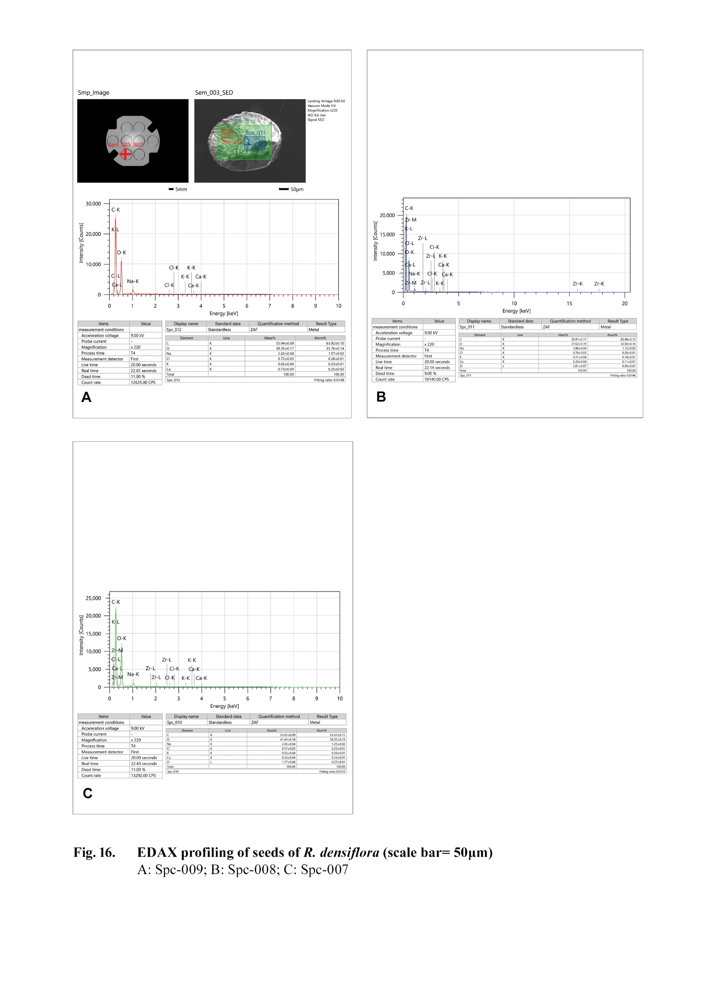 Smp_Image
Sem_003_SED
Sem_003_SED
Spc_010
Spc_011
Spc_012
Landing Voltage 9.00 kV
Vacuum Mode HV
Magnification x220
WD 9.6 mm
Signal SED
5mm
50µm
Intensity [Counts]
30,000
20,000
10,000
0
C-K
K-L
O-K
Cl-L
Ca-L
Na-K
Cl-K
Cl-K
K-K
K-K
Ca-K
Ca-K
0 1 2 3 4 5 6 7 8 9 10
Energy [keV]
Items Value
measurement conditions
Acceleration voltage 9.00 kV
Probe current -
Magnification x 220
Process time T4
Measurement detector First
Live time 20.00 seconds
Real time 22.65 seconds
Dead time 11.00 %
Count rate 12635.00 CPS
Display name Standard data Quantification method Result Type
Spc_012 Standardless ZAF Metal
Element Line Mass% Atom%
C K 55.94±0.09 63.92±0.10
O K 39.35±0.17 33.76±0.14
Na K 2.62±0.04 1.57±0.02
Cl K 0.72±0.03 0.28±0.01
K K 0.65±0.04 0.23±0.01
Ca K 0.73±0.04 0.25±0.02
Total 100.00 100.00
Spc_012 Fitting ratio 0.0148
A
Intensity [Counts]
20,000
15,000
10,000
5,000
0
C-K
Zr-M
K-L
Zr-L
Cl-L
Cl-K
O-K
Zr-L
K-K
Ca-L
Ca-K
Na-K
Cl-K
Ca-K
Zr-M
Zr-L
K-K
Zr-K
Zr-K
0 5 10 15 20
Energy [keV]
Items Value
measurement conditions
Acceleration voltage 9.00 kV
Probe current -
Magnification x 220
Process time T4
Measurement detector First
Live time 20.00 seconds
Real time 22.14 seconds
Dead time 9.00 %
Count rate 10140.00 CPS
Display name Standard data Quantification method Result Type
Spc_011 Standardless ZAF Metal
Element Line Mass% Atom%
C K 56.91±0.11 65.48±0.12
O K 37.62±0.19 32.50±0.16
Na K 1.86±0.04 1.12±0.02
Cl K 0.76±0.03 0.30±0.01
K K 0.51±0.04 0.18±0.01
Ca K 0.33±0.04 0.11±0.01
Zr L 2.01±0.07 0.30±0.01
Total 100.00 100.00
Spc_011 Fitting ratio 0.0146
B
Intensity [Counts]
25,000
20,000
15,000
10,000
5,000
0
C-K
K-L
O-K
Zr-M
Cl-L
Zr-L
K-K
Ca-L
Zr-L
Cl-K
Ca-K
Zr-M
Na-K
Zr-L
Cl-K
K-K
Ca-K
0 1 2 3 4 5 6 7 8 9 10
Energy [keV]
Items Value
measurement conditions
Acceleration voltage 9.00 kV
Probe current -
Magnification x 220
Process time T4
Measurement detector First
Live time 20.00 seconds
Real time 22.43 seconds
Dead time 11.00 %
Count rate 13292.00 CPS
Display name Standard data Quantification method Result Type
Spc_010 Standardless ZAF Metal
Element Line Mass% Atom%
C K 53.03±0.09 61.61±0.11
O K 41.64±0.18 36.32±0.15
Na K 2.06±0.04 1.25±0.02
Cl K 0.57±0.03 0.23±0.01
K K 0.56±0.04 0.20±0.01
Ca K 0.36±0.04 0.13±0.01
Zr L 1.77±0.06 0.27±0.01
Total 100.00 100.00
Spc_010 Fitting ratio 0.0133
C
Fig. 16. EDAX profiling of seeds of R. densiflora (scale bar= 50µm)
A: Spc-009; B: Spc-008; C: Spc-007